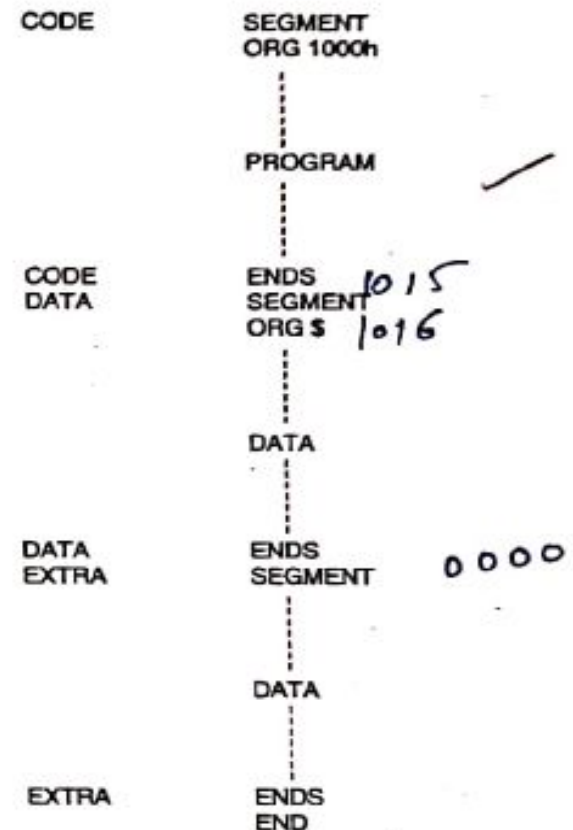 CODE SEGMENT
ORG 1000h
PROGRAM
CODE ENDS 1015
DATA SEGMENT
ORG $ 1016
DATA
DATA ENDS
EXTRA SEGMENT 0000
DATA
EXTRA ENDS
END